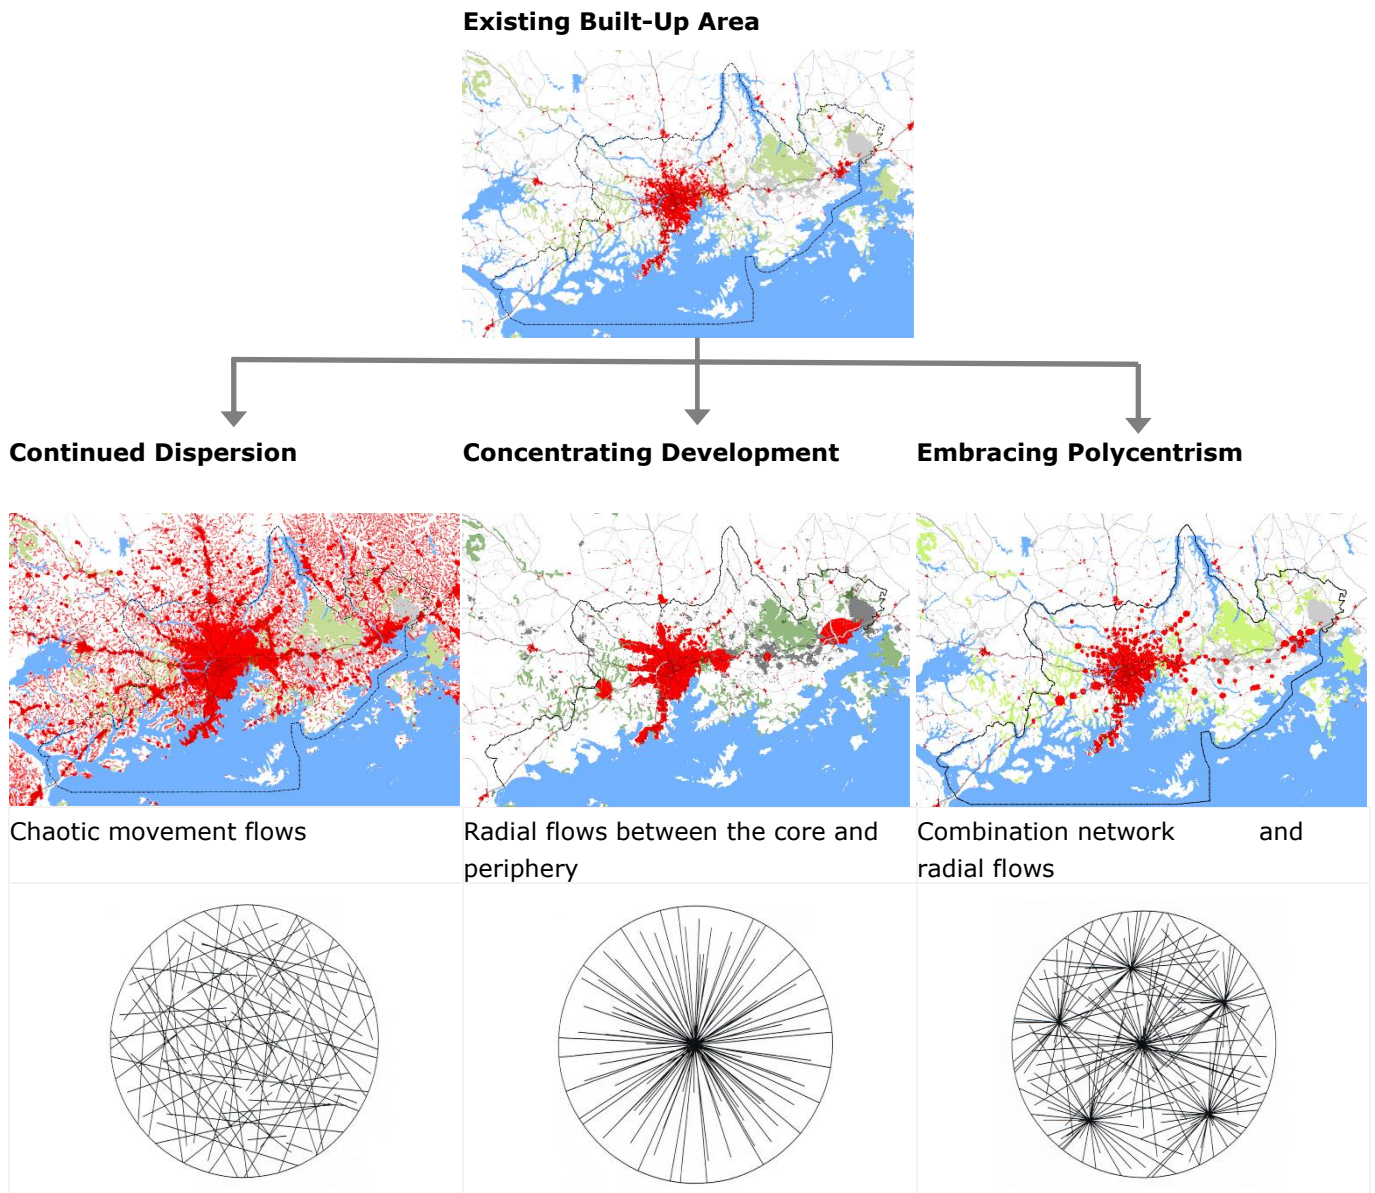 Existing Built-Up Area
Continued Dispersion
Concentrating Development
Embracing Polycentrism
Chaotic movement flows
Radial flows between the core and
periphery
Combination network and
radial flows